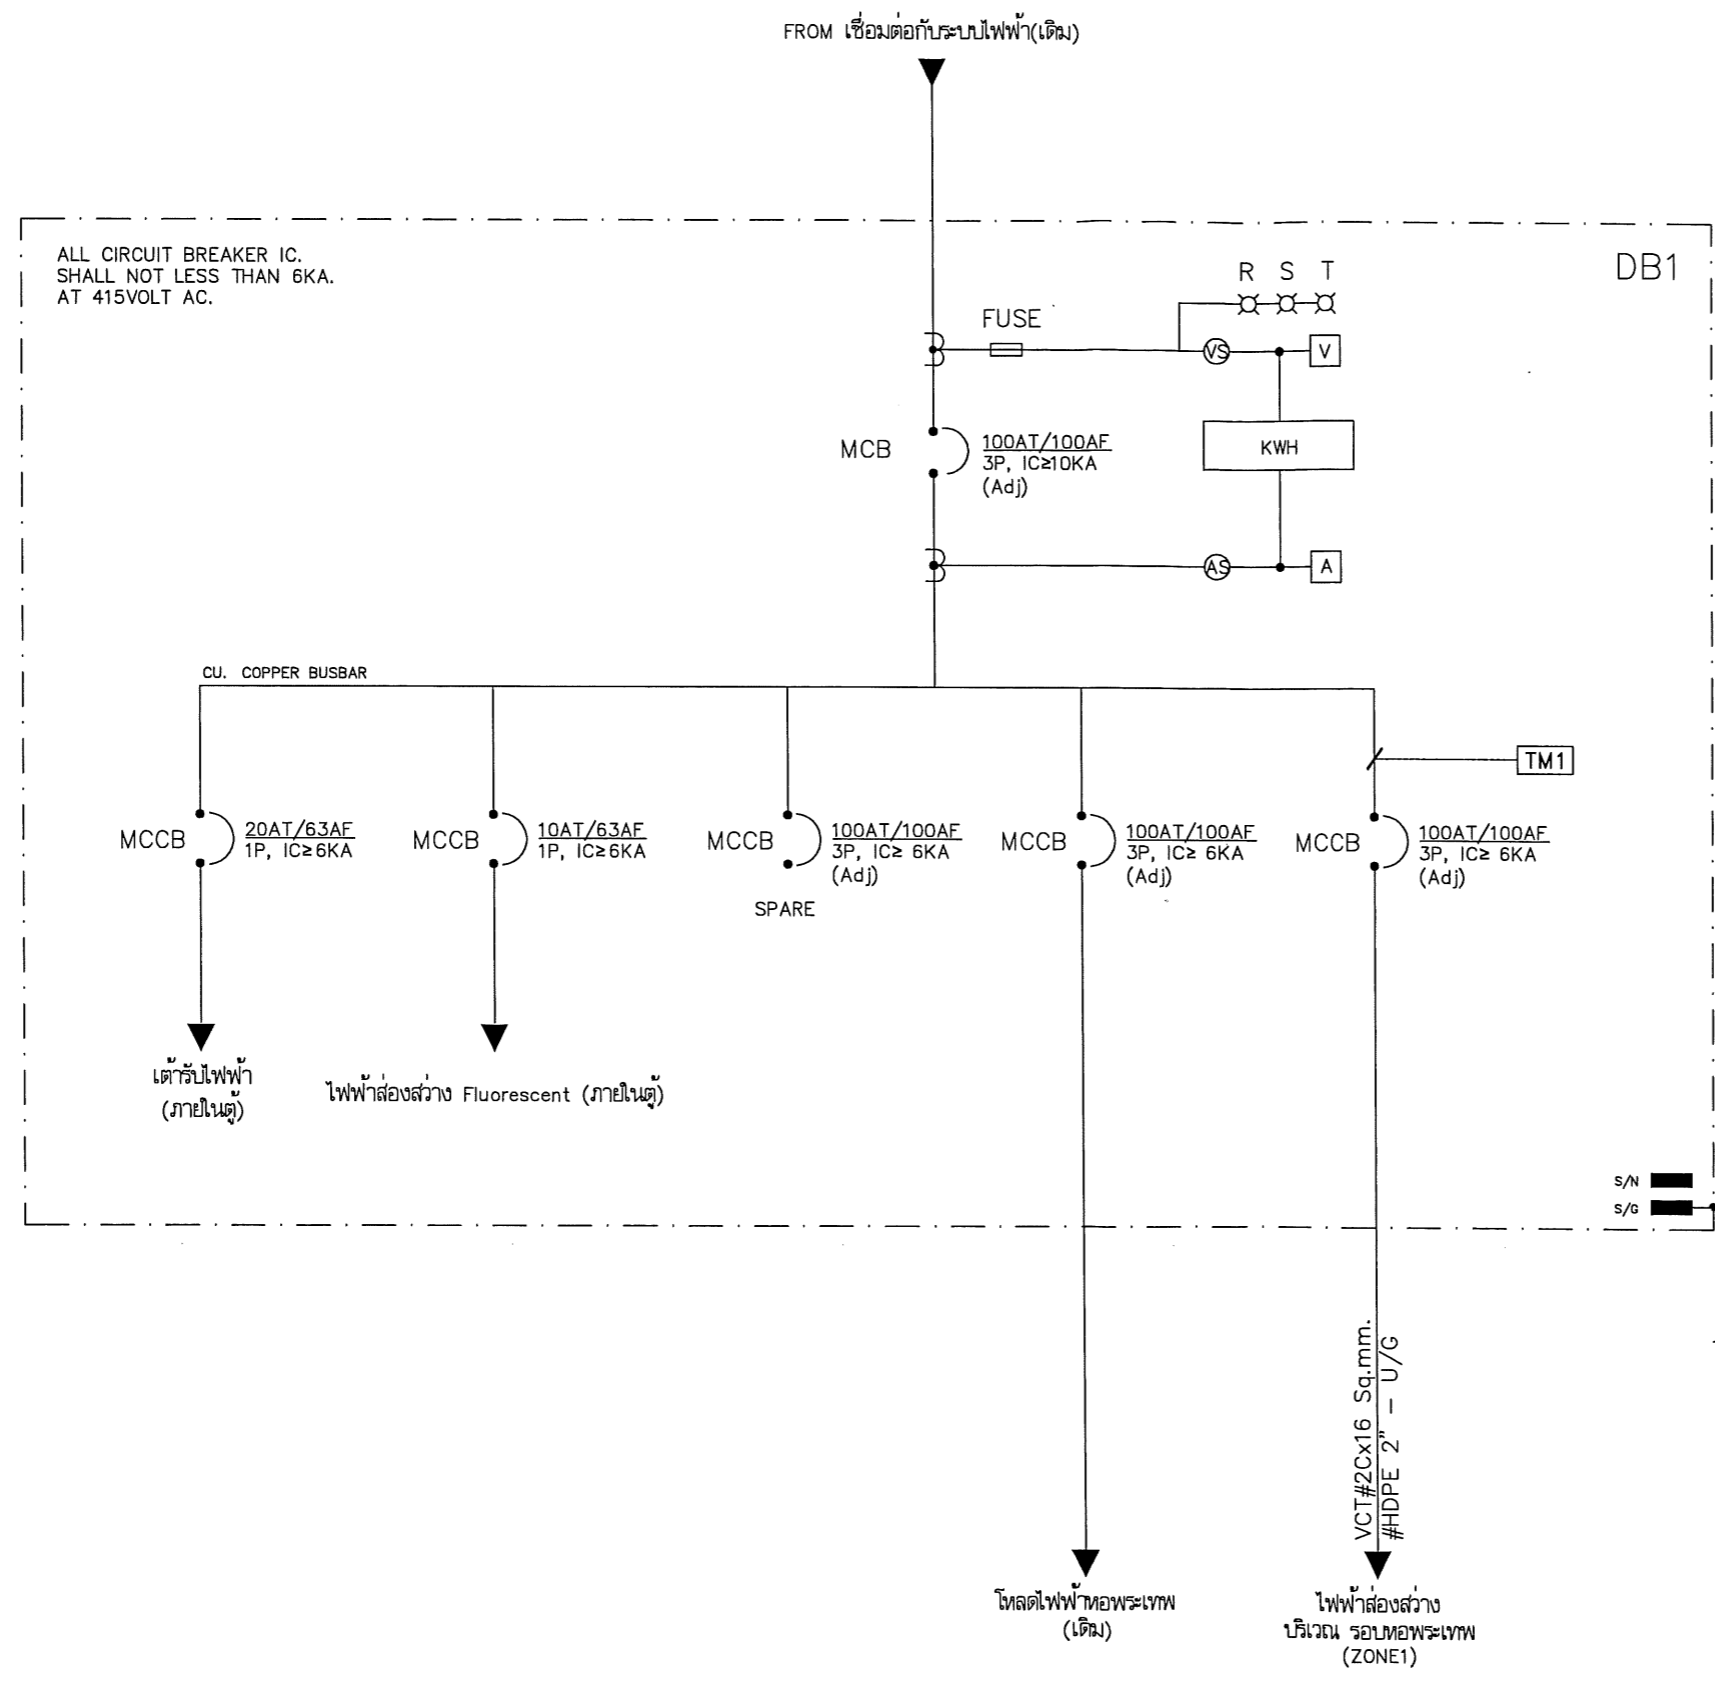 FROM เชื่อมต่อกับระบบไฟฟ้า(เดิม)
ALL CIRCUIT BREAKER IC.
SHALL NOT LESS THAN 6KA.
AT 415VOLT AC.
DB1
R S T
FUSE
VS
V
MCB
100AT/100AF
3P, IC≥10KA
(Adj)
KWH
AS
A
CU. COPPER BUSBAR
TM1
MCCB
20AT/63AF
1P, IC≥6KA
MCCB
10AT/63AF
1P, IC≥6KA
MCCB
100AT/100AF
3P, IC≥ 6KA
(Adj)
SPARE
MCCB
100AT/100AF
3P, IC≥ 6KA
(Adj)
MCCB
100AT/100AF
3P, IC≥ 6KA
(Adj)
เต้ารับไฟฟ้า
(ภายในตู้)
ไฟฟ้าส่องสว่าง Fluorescent (ภายในตู้)
S/N
S/G
VCT#2Cx16 Sq.mm.
#HDPE 2" - U/G
โหลดไฟฟ้าหอพระเทพ
(เดิม)
ไฟฟ้าส่องสว่าง
บริเวณ รอบหอพระเทพ
(ZONE1)